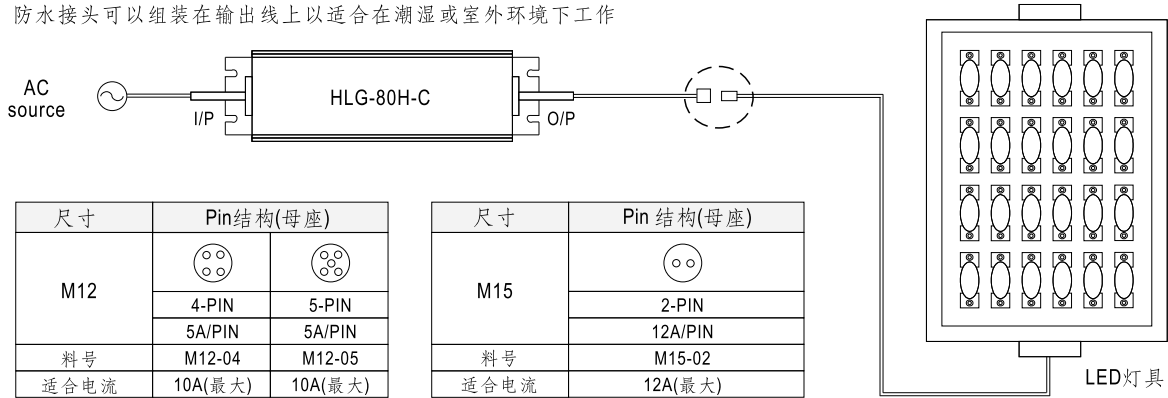 防水接头可以组装在输出线上以适合在潮湿或室外环境下工作
AC
source
I/P
HLG-80H-C
O/P
LED灯具
尺寸 Pin结构(母座)
M12
4-PIN 5-PIN
5A/PIN 5A/PIN
料号 M12-04 M12-05
适合电流 10A(最大) 10A(最大)
尺寸 Pin 结构(母座)
M15
2-PIN
12A/PIN
料号 M15-02
适合电流 12A(最大)